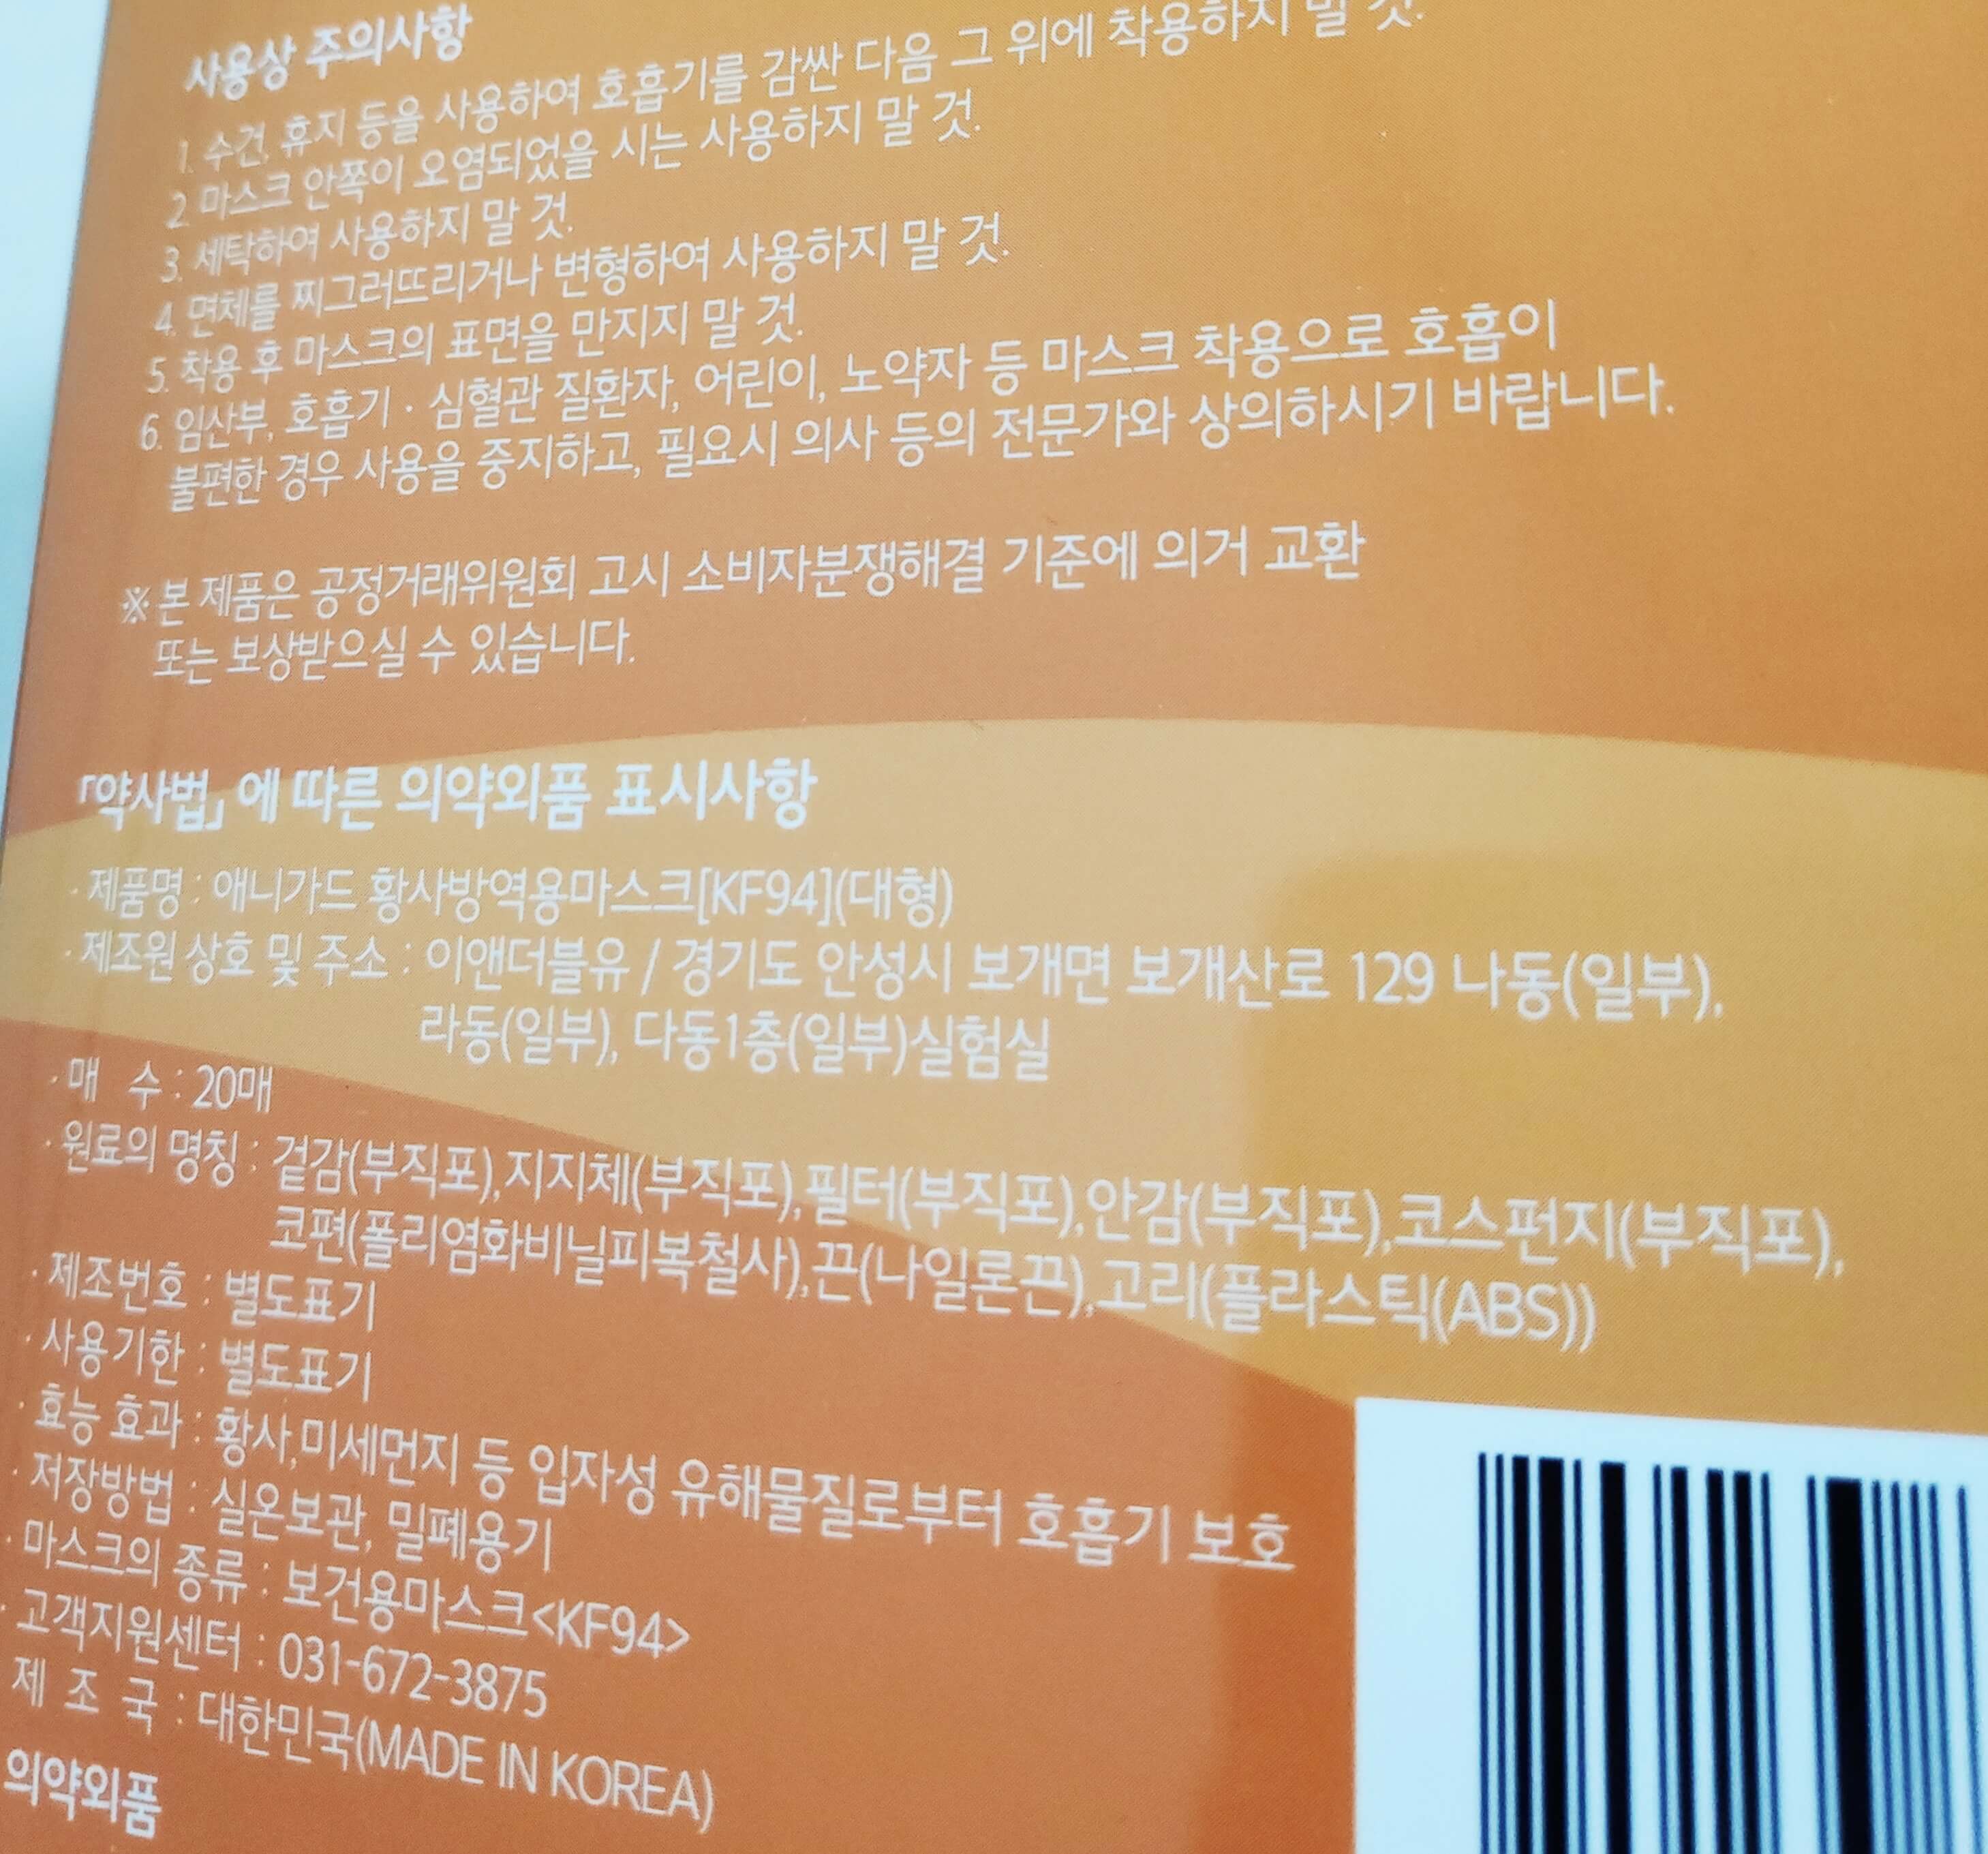 사용상 주의사항
1. 수건, 휴지 등을 사용하여 호흡기를 감싼 다음 그 위에 착용하지 말 것.
2. 마스크 안쪽이 오염되었을 시는 사용하지 말 것.
3. 세탁하여 사용하지 말 것.
4. 면체를 찌그러뜨리거나 변형하여 사용하지 말 것.
5. 착용 후 마스크의 표면을 만지지 말 것.
6. 임산부, 호흡기 · 심혈관 질환자, 어린이, 노약자 등 마스크 착용으로 호흡이
불편한 경우 사용을 중지하고, 필요시 의사 등의 전문가와 상의하시기 바랍니다.
※ 본 제품은 공정거래위원회 고시 소비자분쟁해결 기준에 의거 교환
또는 보상받으실 수 있습니다.
「약사법」에 따른 의약외품 표시사항
· 제품명 : 애니가드 황사방역용마스크[KF94](대형)
· 제조원 상호 및 주소 : 이앤더블유 / 경기도 안성시 보개면 보개산로 129 나동(일부),
라동(일부), 다동1층(일부)실험실
· 매 수 : 20매
· 원료의 명칭 : 겉감(부직포),지지체(부직포),필터(부직포),안감(부직포),코스펀지(부직포),
코편(폴리염화비닐피복철사),끈(나일론끈),고리(플라스틱(ABS))
· 제조번호 : 별도표기
· 사용기한 : 별도표기
· 효능 효과 : 황사,미세먼지 등 입자성 유해물질로부터 호흡기 보호
· 저장방법 : 실온보관, 밀폐용기
· 마스크의 종류 : 보건용마스크<KF94>
· 고객지원센터 : 031-672-3875
제 조 국 : 대한민국(MADE IN KOREA)
의약외품